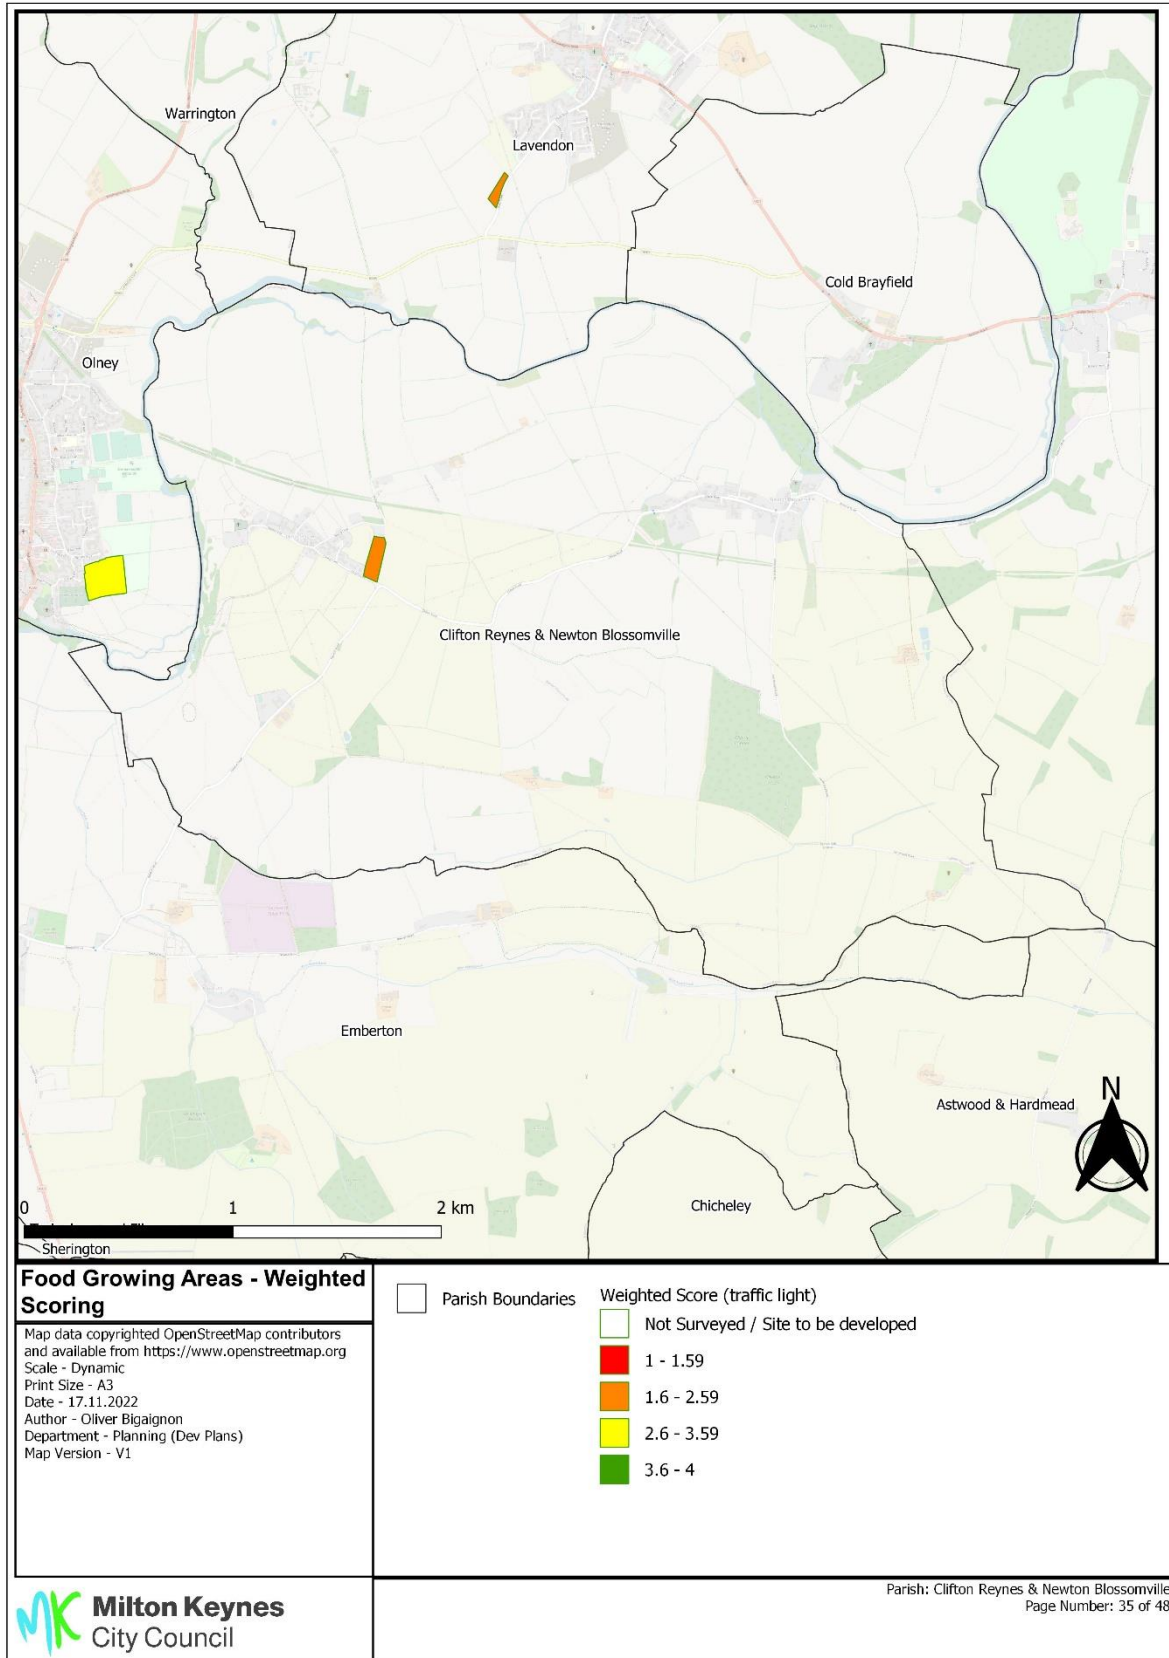 Warrington
Lavendon
Cold Brayfield
Olney
Clifton Reynes & Newton Blossomville
Emberton
Astwood & Hardmead
N
Chicheley
0 1 2 km
Sherington
Food Growing Areas - Weighted
Scoring
Map data copyrighted OpenStreetMap contributors
and available from https://www.openstreetmap.org
Scale - Dynamic
Print Size - A3
Date - 17.11.2022
Author - Oliver Bigaignon
Department - Planning (Dev Plans)
Map Version - V1
Parish Boundaries
Weighted Score (traffic light)
Not Surveyed / Site to be developed
1 - 1.59
1.6 - 2.59
2.6 - 3.59
3.6 - 4
MK Milton Keynes
City Council
Parish: Clifton Reynes & Newton Blossomville
Page Number: 35 of 48